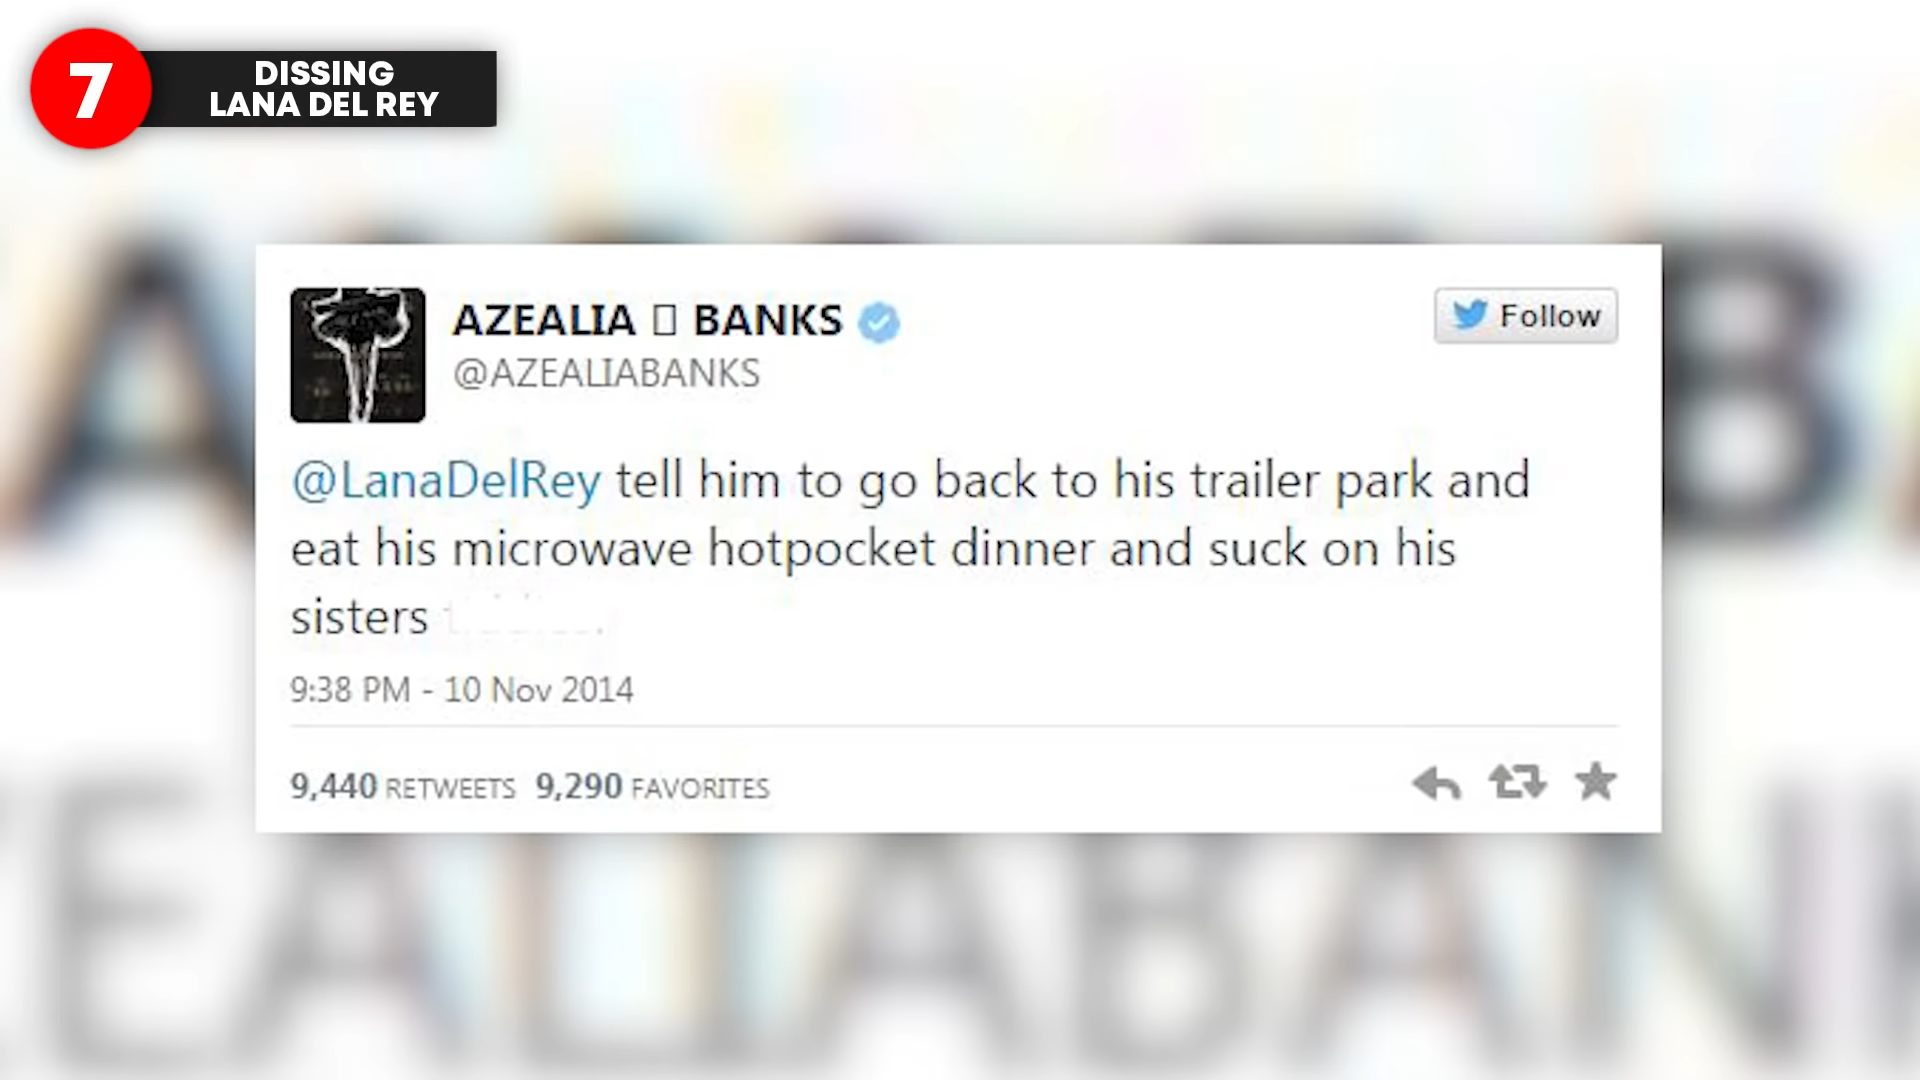 7
DISSING
LANA DEL REY
AZEALIA BANKS
@AZEALIABANKS
Follow
@LanaDelRey tell him to go back to his trailer park and
eat his microwave hotpocket dinner and suck on his
sisters
9:38 PM - 10 Nov 2014
9,440 RETWEETS 9,290 FAVORITES